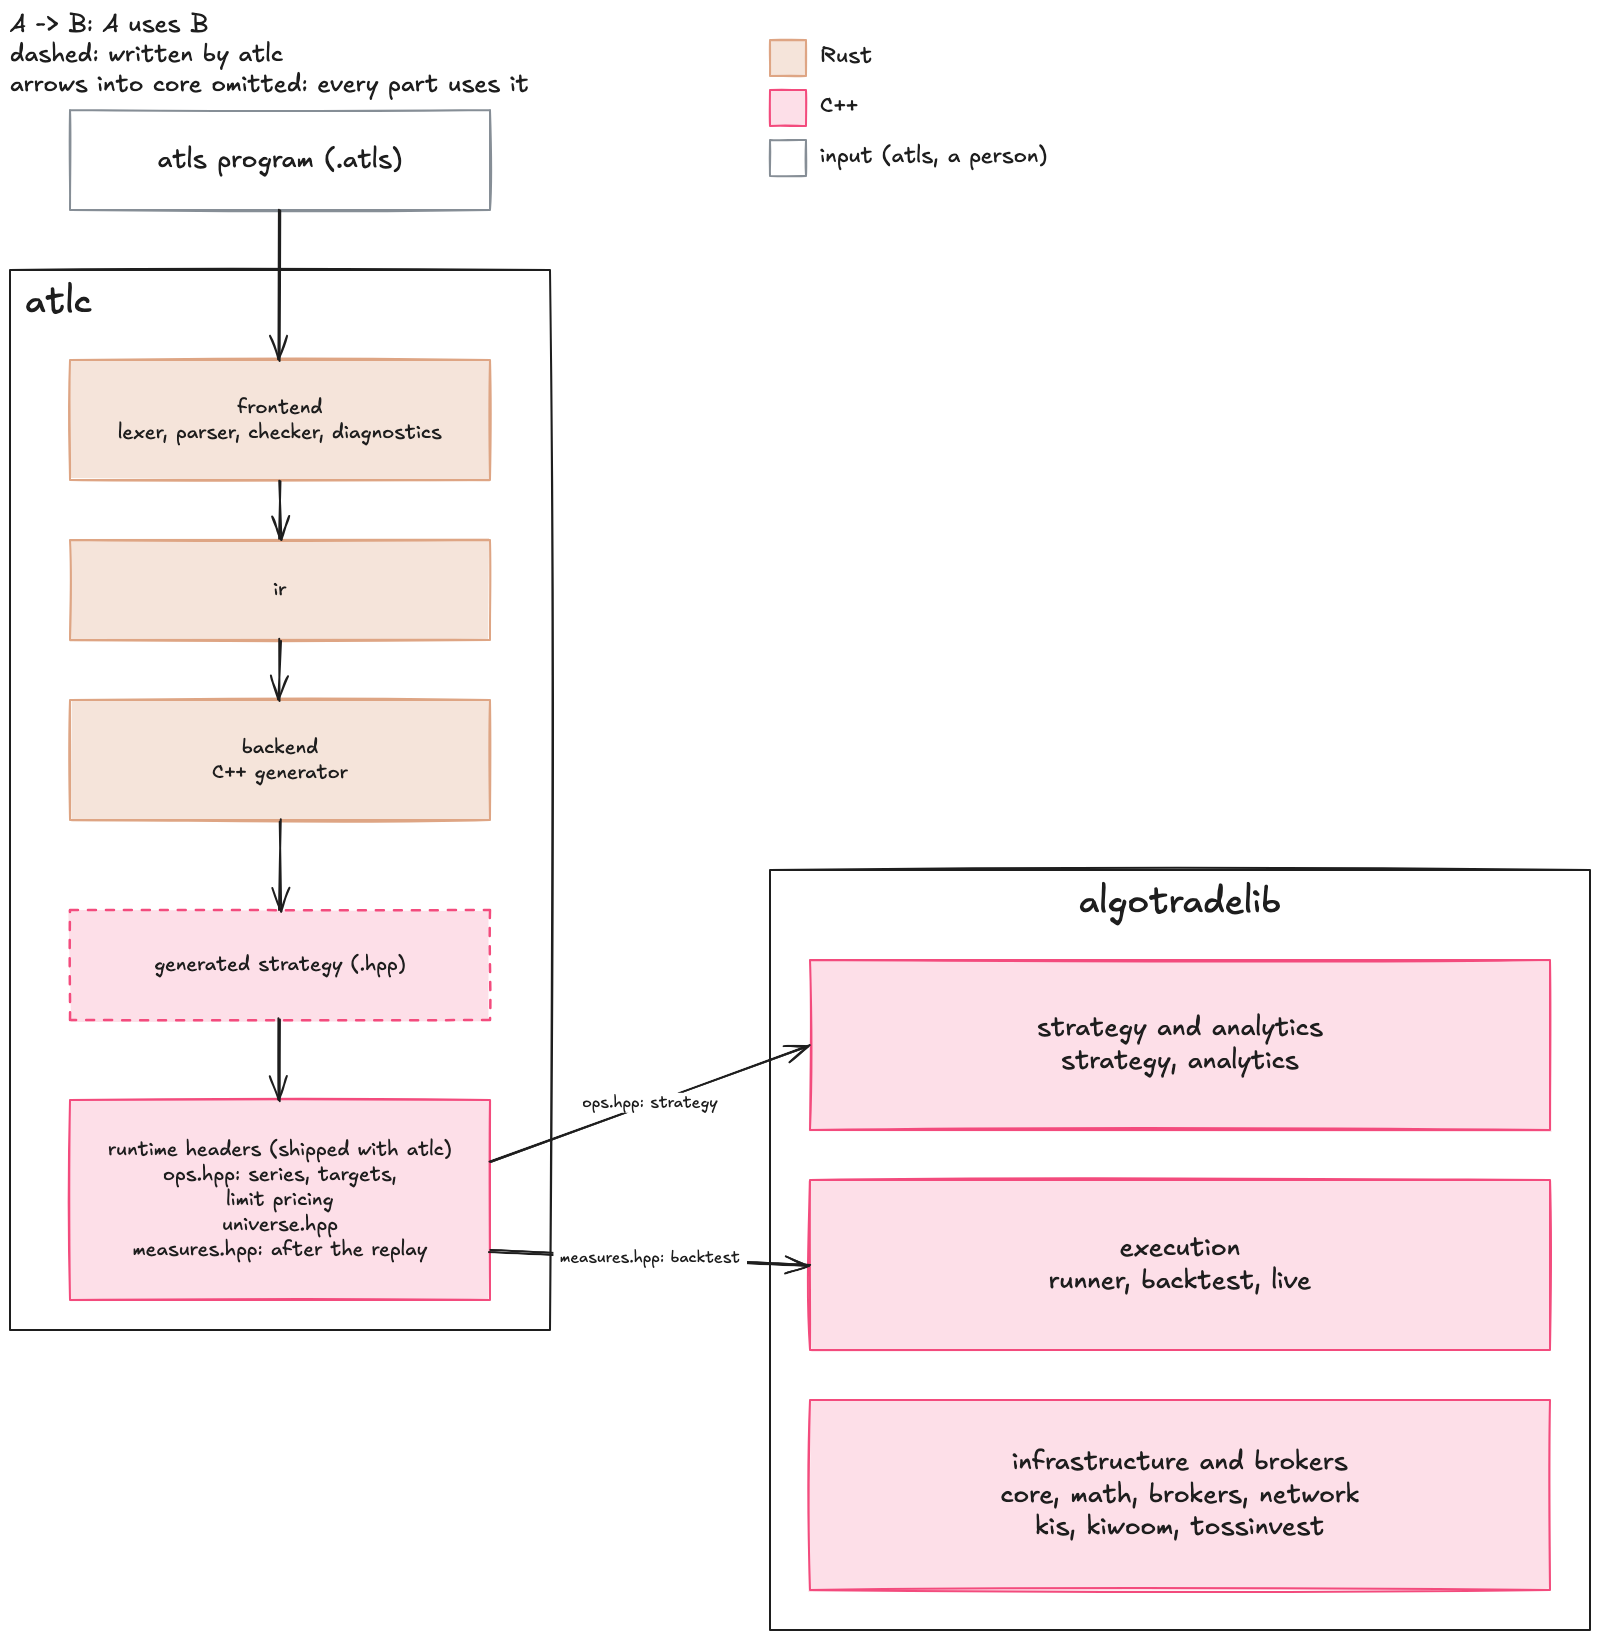 A -> B: A uses B
dashed: written by atlc
arrows into core omitted: every part uses it
Rust
C++
input (atls, a person)
atls program (.atls)
atlc
frontend
lexer, parser, checker, diagnostics
ir
backend
C++ generator
generated strategy (.hpp)
runtime headers (shipped with atlc)
ops.hpp: series, targets,
limit pricing
universe.hpp
measures.hpp: after the replay
ops.hpp: strategy
measures.hpp: backtest
algotradelib
strategy and analytics
strategy, analytics
execution
runner, backtest, live
infrastructure and brokers
core, math, brokers, network
kis, kiwoom, tossinvest